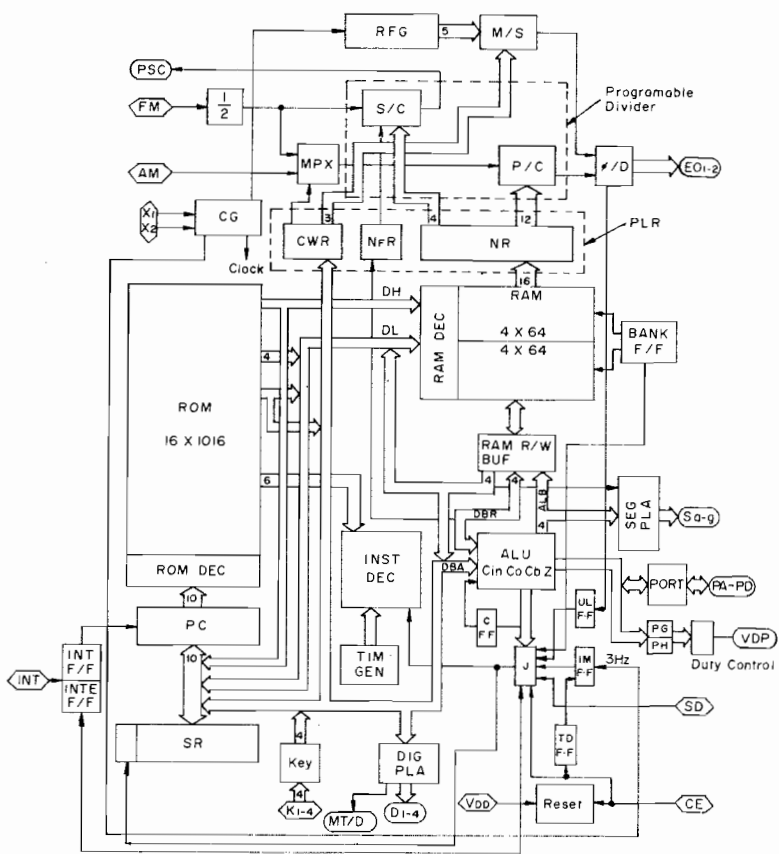 RFG
5
M/S
PSC
FM
1/2
S/C
Programable
Divider
AM
MPX
P/C
ø/D
EO1-2
X1
X2
CG
Clock
3
4
12
CWR
NFR
NR
PLR
16
DH
DL
RAM
RAM DEC
4 X 64
4 X 64
BANK
F/F
4
ROM
16 X 1016
6
RAM R/W
BUF
4
4
DBR
ALB
4
SEG
PLA
Sa-g
INST
DEC
DBA
ALU
Cin Co Cb Z
ROM DEC
10
PC
PORT
PA-PD
C
FF
UL
F·F
PG
PH
VDP
Duty Control
INT
INT
F/F
INTE
F/F
10
TIM
GEN
J
IM
F·F
3Hz
SD
SR
4
Key
4
K1-4
DIG
PLA
MT/D
D1-4
TD
F·F
VDD
Reset
CE